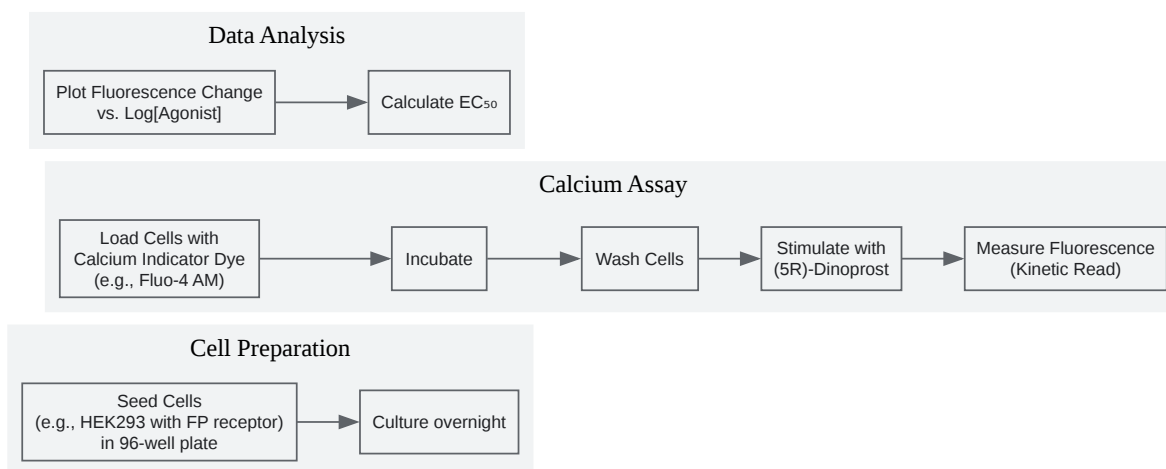 Data Analysis
Plot Fluorescence Change
vs. Log[Agonist]
Calculate EC₅₀
Calcium Assay
Load Cells with
Calcium Indicator Dye
(e.g., Fluo-4 AM)
Incubate
Wash Cells
Stimulate with
(5R)-Dinoprost
Measure Fluorescence
(Kinetic Read)
Cell Preparation
Seed Cells
(e.g., HEK293 with FP receptor)
in 96-well plate
Culture overnight